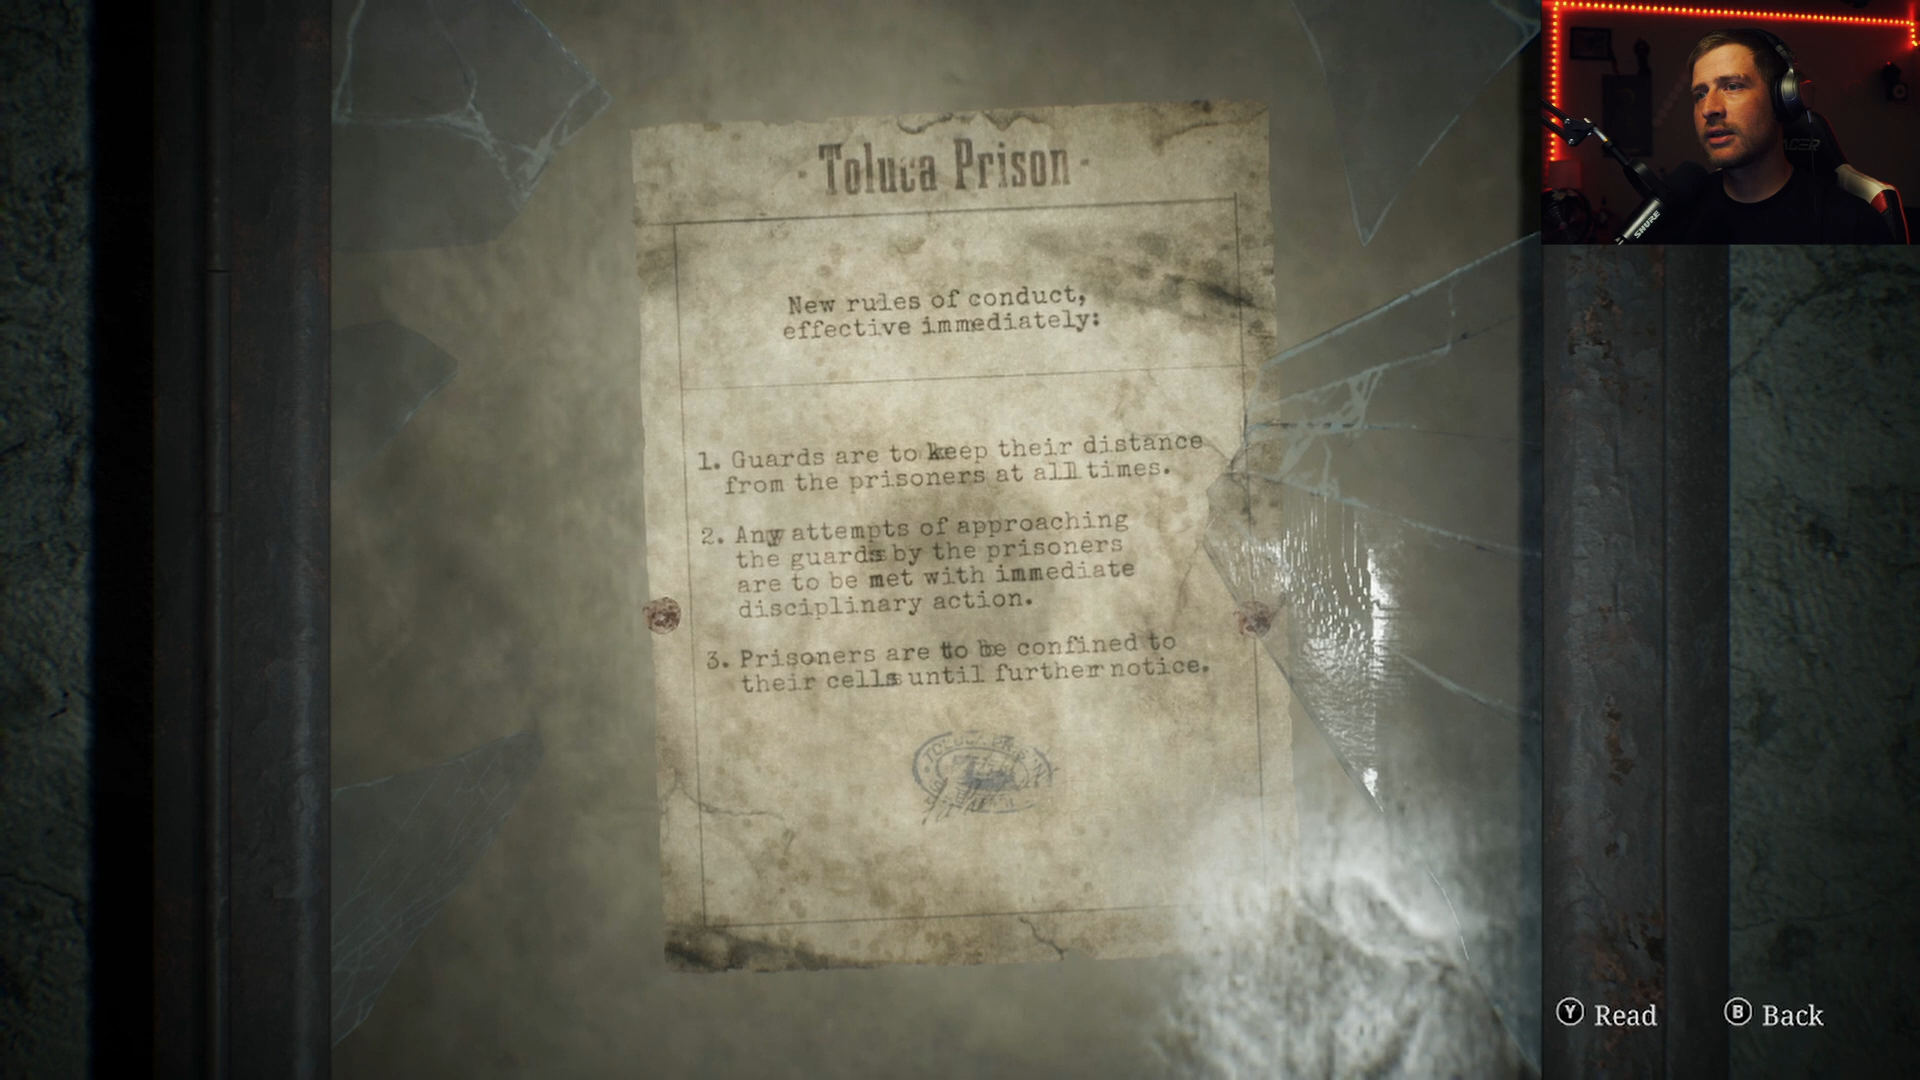 Toluca Prison
New rules of conduct,
effective immediately:
1. Guards are to keep their distance
from the prisoners at all times.
2. Any attempts of approaching
the guards by the prisoners
are to be met with immediate
disciplinary action.
3. Prisoners are to be confined to
their cells until further notice.
TOLUCA
SHURE
Y Read
B Back